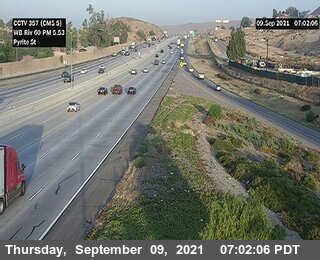 CCTV 357 (CMS 5)
WB Riv 60 PM 5.53
Pyrite St
09.Sep.2021 07:02:06
Thursday, September 09, 2021 07:02:06 PDT